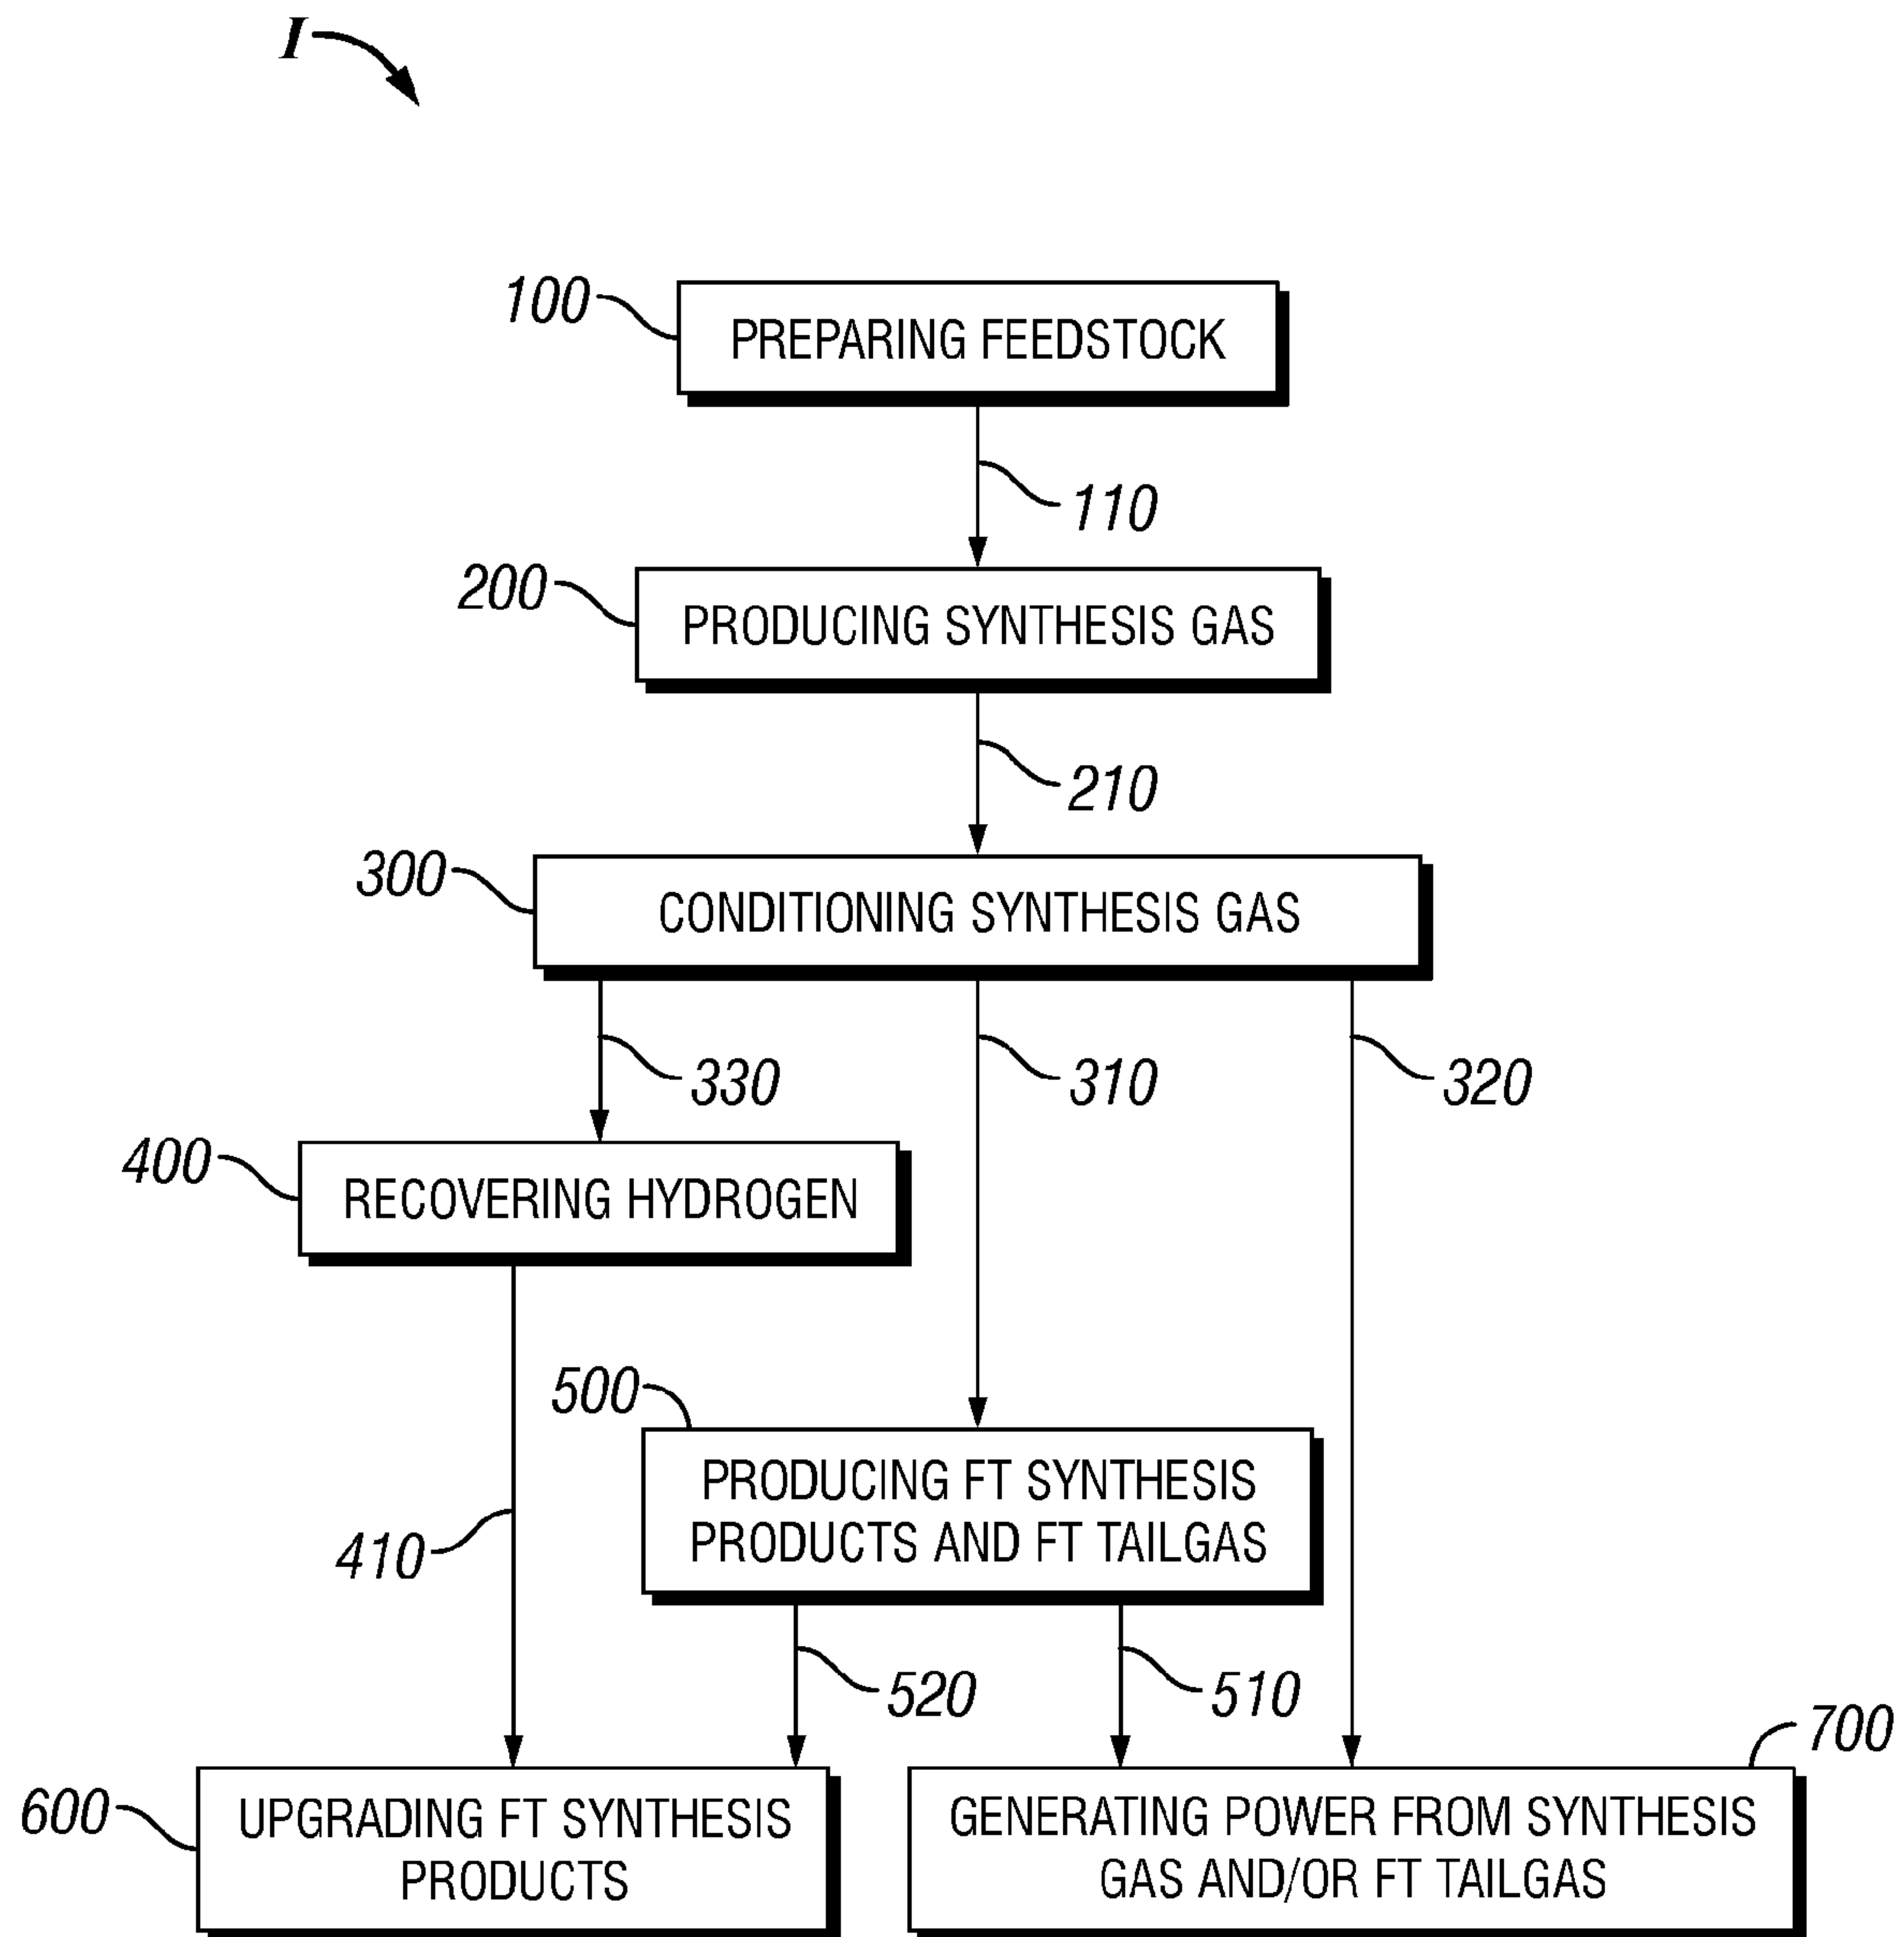 I
100
PREPARING FEEDSTOCK
110
200
PRODUCING SYNTHESIS GAS
210
300
CONDITIONING SYNTHESIS GAS
330
310
320
400
RECOVERING HYDROGEN
500
PRODUCING FT SYNTHESIS
PRODUCTS AND FT TAILGAS
410
520
510
700
600
UPGRADING FT SYNTHESIS
PRODUCTS
GENERATING POWER FROM SYNTHESIS
GAS AND/OR FT TAILGAS